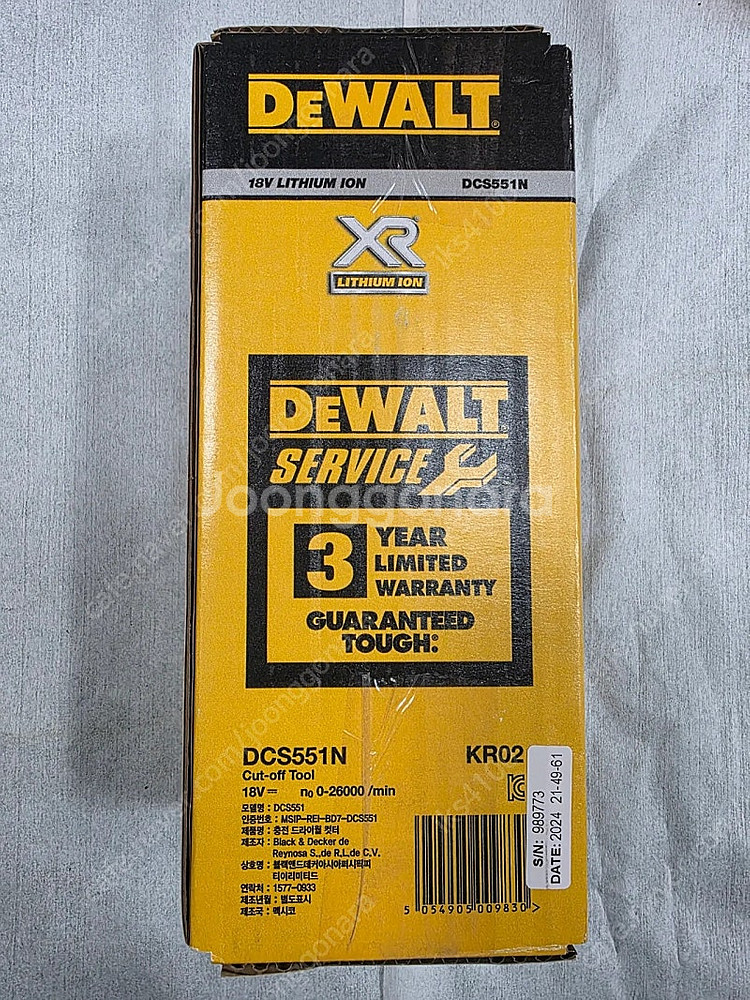 DEWALT®
18V LITHIUM ION DCS551N
XR
LITHIUM ION
DEWALT
SERVICE
3 YEAR
LIMITED
WARRANTY
GUARANTEED
TOUGH.®
Joonggonara
DCS551N KR02
Cut-off Tool
18V⎓ n₀ 0-26000/min
모델명 : DCS551
인증번호 : MSIP-REI-BD7-DCS551
제품명 : 충전 드라이월 컷터
제조자 : Black & Decker de
Reynosa S.,de R.L,de C.V.
상호명 : 블랙앤드데커아시아퍼시픽피
티이리미티드
연락처 : 1577-0933
제조년월 : 별도표시
제조국 : 멕시코
5 054905 009830 >
S/N: 989773
DATE: 2024 21-49-61